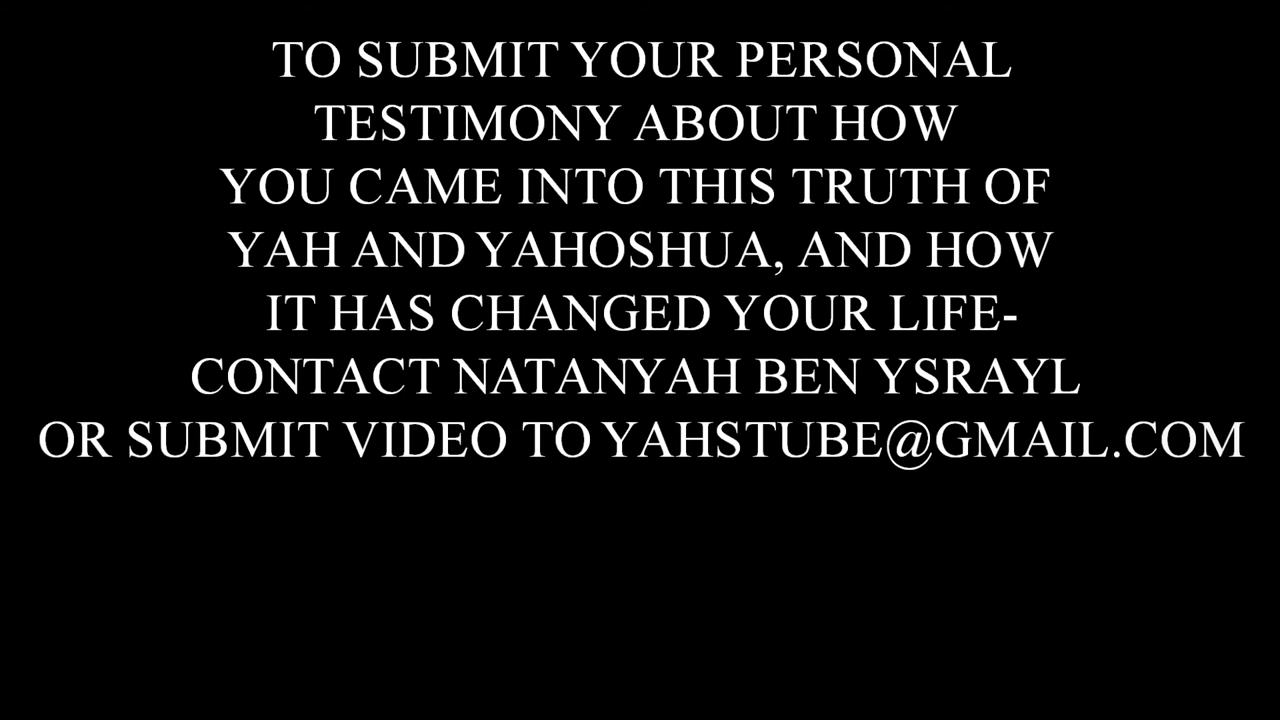 TO SUBMIT YOUR PERSONAL
TESTIMONY ABOUT HOW
YOU CAME INTO THIS TRUTH OF
YAH AND YAHOSHUA, AND HOW
IT HAS CHANGED YOUR LIFE-
CONTACT NATANYAH BEN YSRAYL
OR SUBMIT VIDEO TO YAHSTUBE@GMAIL.COM